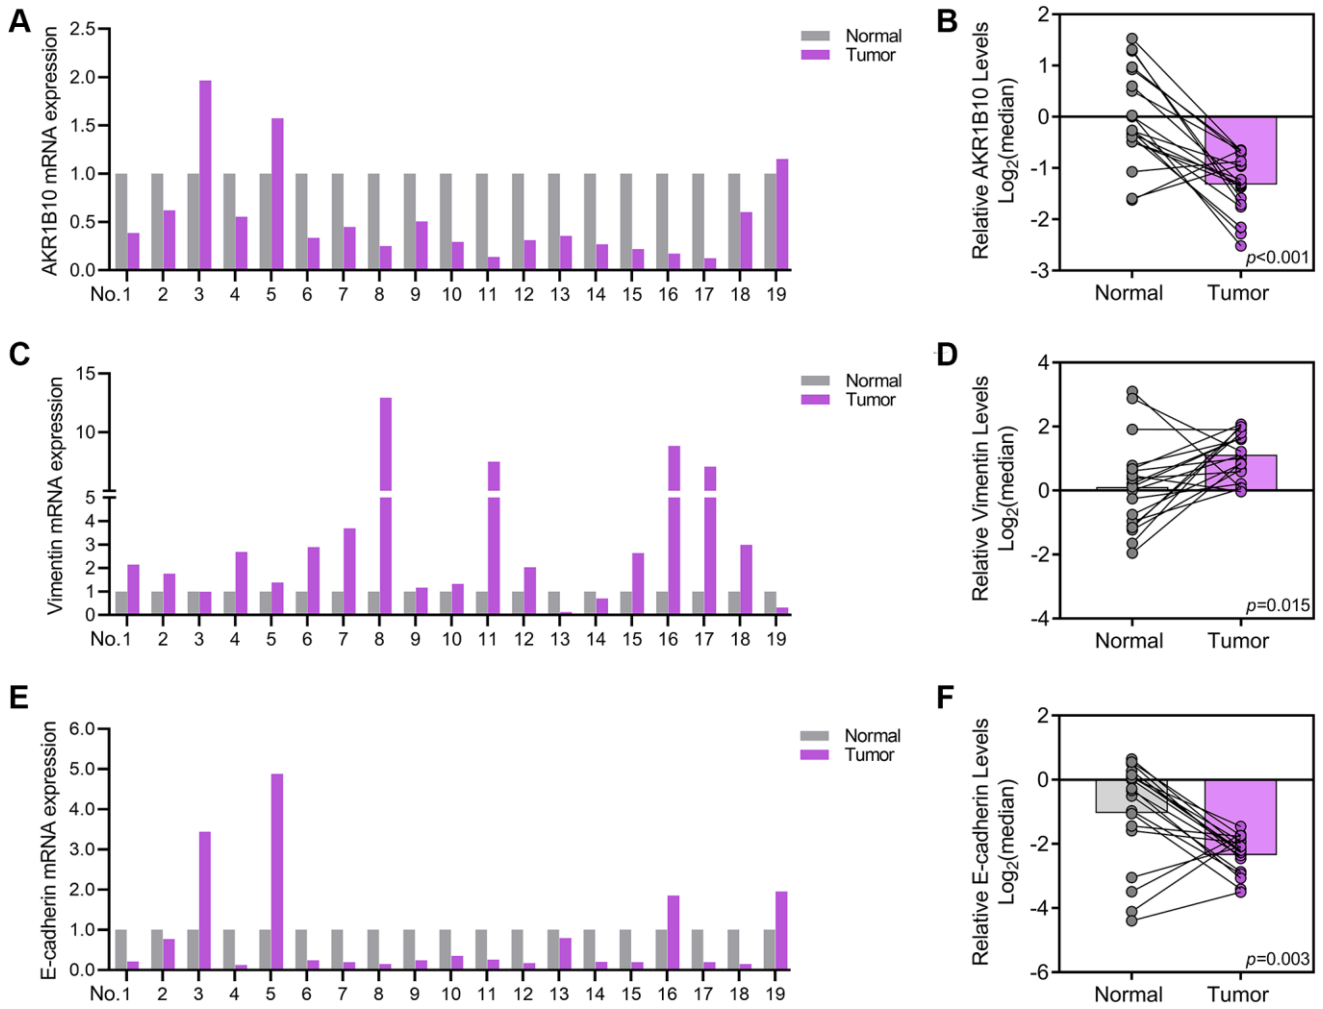 A
AKR1B10 mRNA expression
2.5
2.0
1.5
1.0
0.5
0.0
No.1 2 3 4 5 6 7 8 9 10 11 12 13 14 15 16 17 18 19
Normal
Tumor
B
Relative AKR1B10 Levels
Log2(median)
2
1
0
-1
-2
-3
p<0.001
Normal Tumor
C
Vimentin mRNA expression
15
10
5
4
3
2
1
0
No.1 2 3 4 5 6 7 8 9 10 11 12 13 14 15 16 17 18 19
Normal
Tumor
D
Relative Vimentin Levels
Log2(median)
4
2
0
-2
-4
p=0.015
Normal Tumor
E
E-cadherin mRNA expression
6.0
5.0
4.0
3.0
2.0
1.0
0.0
No.1 2 3 4 5 6 7 8 9 10 11 12 13 14 15 16 17 18 19
Normal
Tumor
F
Relative E-cadherin Levels
Log2(median)
2
0
-2
-4
-6
p=0.003
Normal Tumor